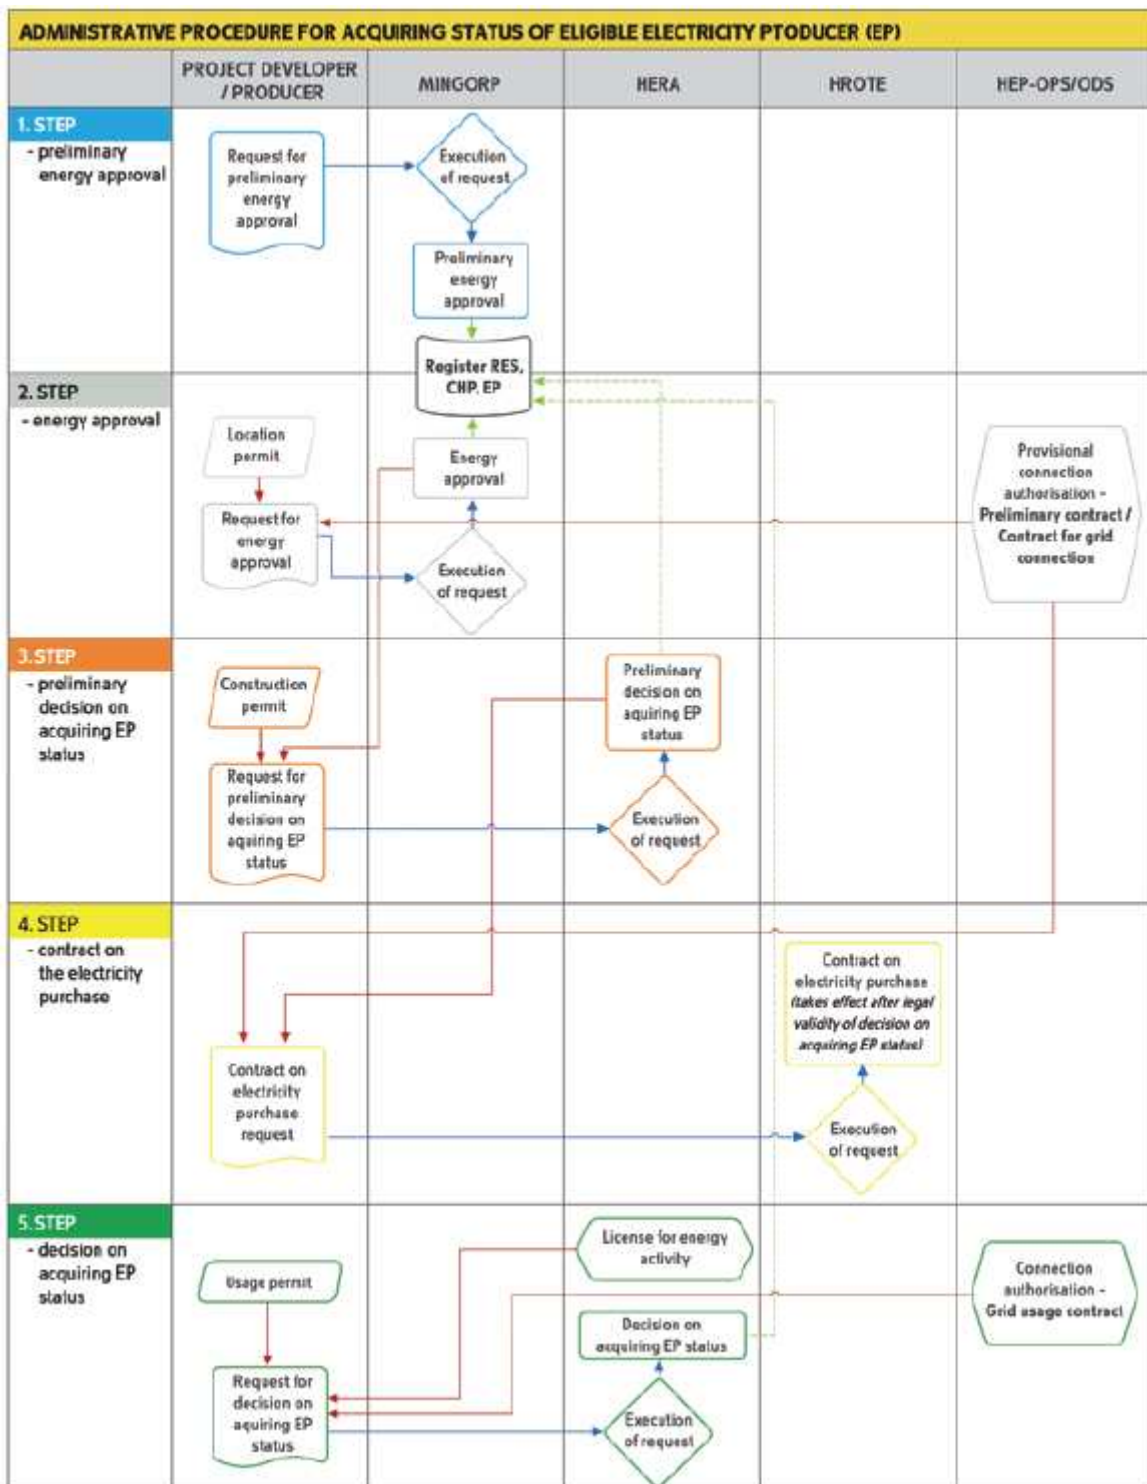 ADMINISTRATIVE PROCEDURE FOR ACQUIRING STATUS OF ELIGIBLE ELECTRICITY PTODUCER (EP)
PROJECT DEVELOPER
/ PRODUCER
MINGORP
HERA
HROTE
HEP-OPS/ODS
1. STEP
- preliminary
energy approval
Request for
preliminary
energy
approval
Execution
of request
Preliminary
energy
approval
Register RES,
CHP, EP
2. STEP
- energy approval
Location
permit
Request for
energy
approval
Energy
approval
Execution
of request
Provisional
connection
authorisation -
Preliminary contract /
Contract for grid
connection
3. STEP
- preliminary
decision on
acquiring EP
status
Construction
permit
Request for
preliminary
decision on
aquiring EP
status
Preliminary
decision on
aquiring EP
status
Execution
of request
4. STEP
- contract on
the electricity
purchase
Contract on
electricity
purchase
request
Contract on
electricity purchase
(takes effect after legal
validity of decision on
acquiring EP status)
Execution
of request
5. STEP
- decision on
acquiring EP
status
Usage permit
Request for
decision on
aquiring EP
status
License for energy
activity
Decision on
acquiring EP status
Execution
of request
Connection
authorisation -
Grid usage contract